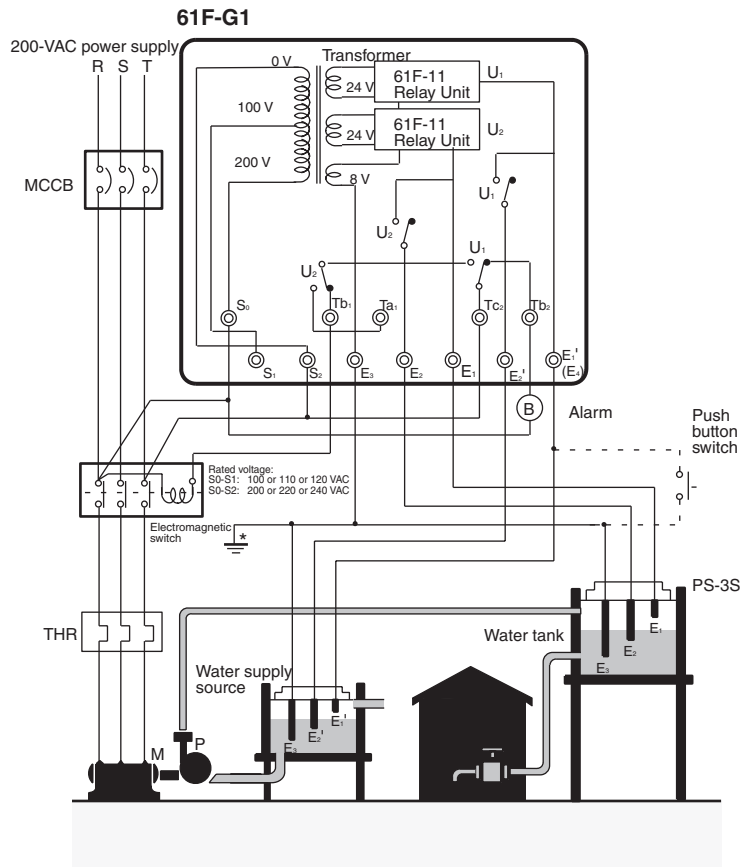 61F-G1
200-VAC power supply
R S T
MCCB
0 V
100 V
200 V
Transformer
24 V
24 V
8 V
61F-11
Relay Unit
U1
61F-11
Relay Unit
U2
U1
U2
U1
U2
S0
Tb1
Ta1
Tc2
Tb2
S1
S2
E3
E2
E1
E2'
E1'
(E4)
B
Alarm
Push
button
switch
Rated voltage:
S0-S1: 100 or 110 or 120 VAC
S0-S2: 200 or 220 or 240 VAC
Electromagnetic
switch
*
THR
PS-3S
Water tank
E1
E2
E3
Water supply
source
E1'
E2'
E3
M
P